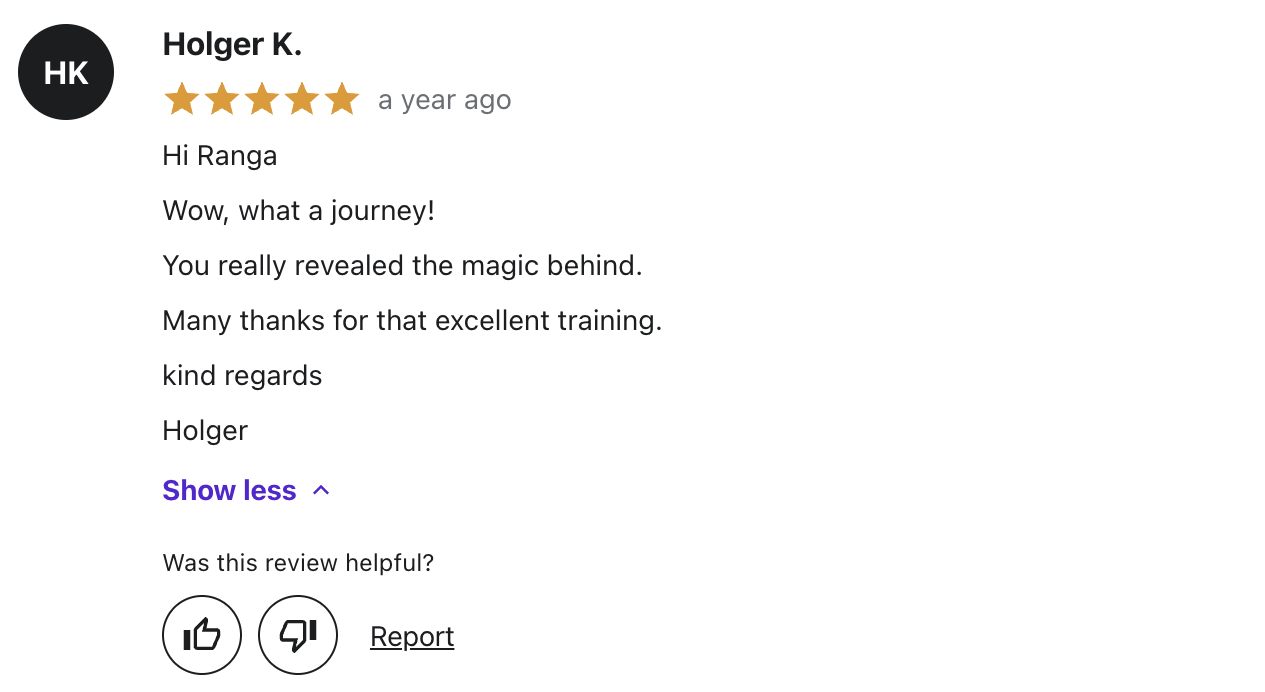 HK
Holger K.
a year ago
Hi Ranga
Wow, what a journey!
You really revealed the magic behind.
Many thanks for that excellent training.
kind regards
Holger
Show less
Was this review helpful?
Report